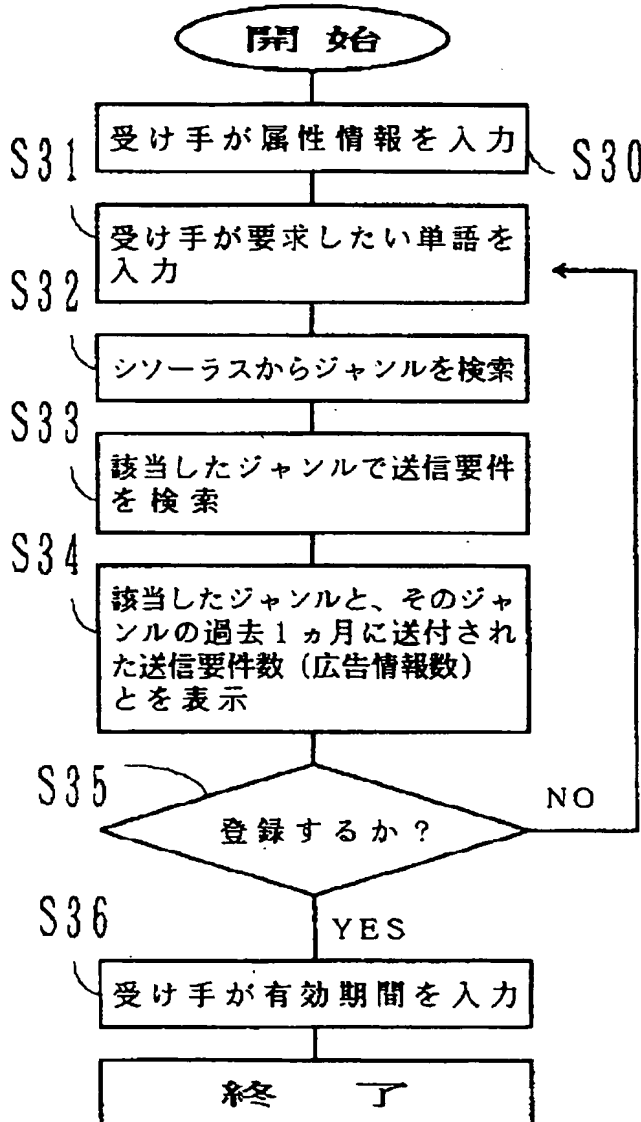 開始
受け手が属性情報を入力
S30
S31
受け手が要求したい単語を
入力
S32
シソーラスからジャンルを検索
S33
該当したジャンルで送信要件
を検索
S34
該当したジャンルと、そのジャ
ンルの過去1ヵ月に送付され
た送信要件数（広告情報数）
とを表示
S35
登録するか？
NO
YES
S36
受け手が有効期間を入力
終了